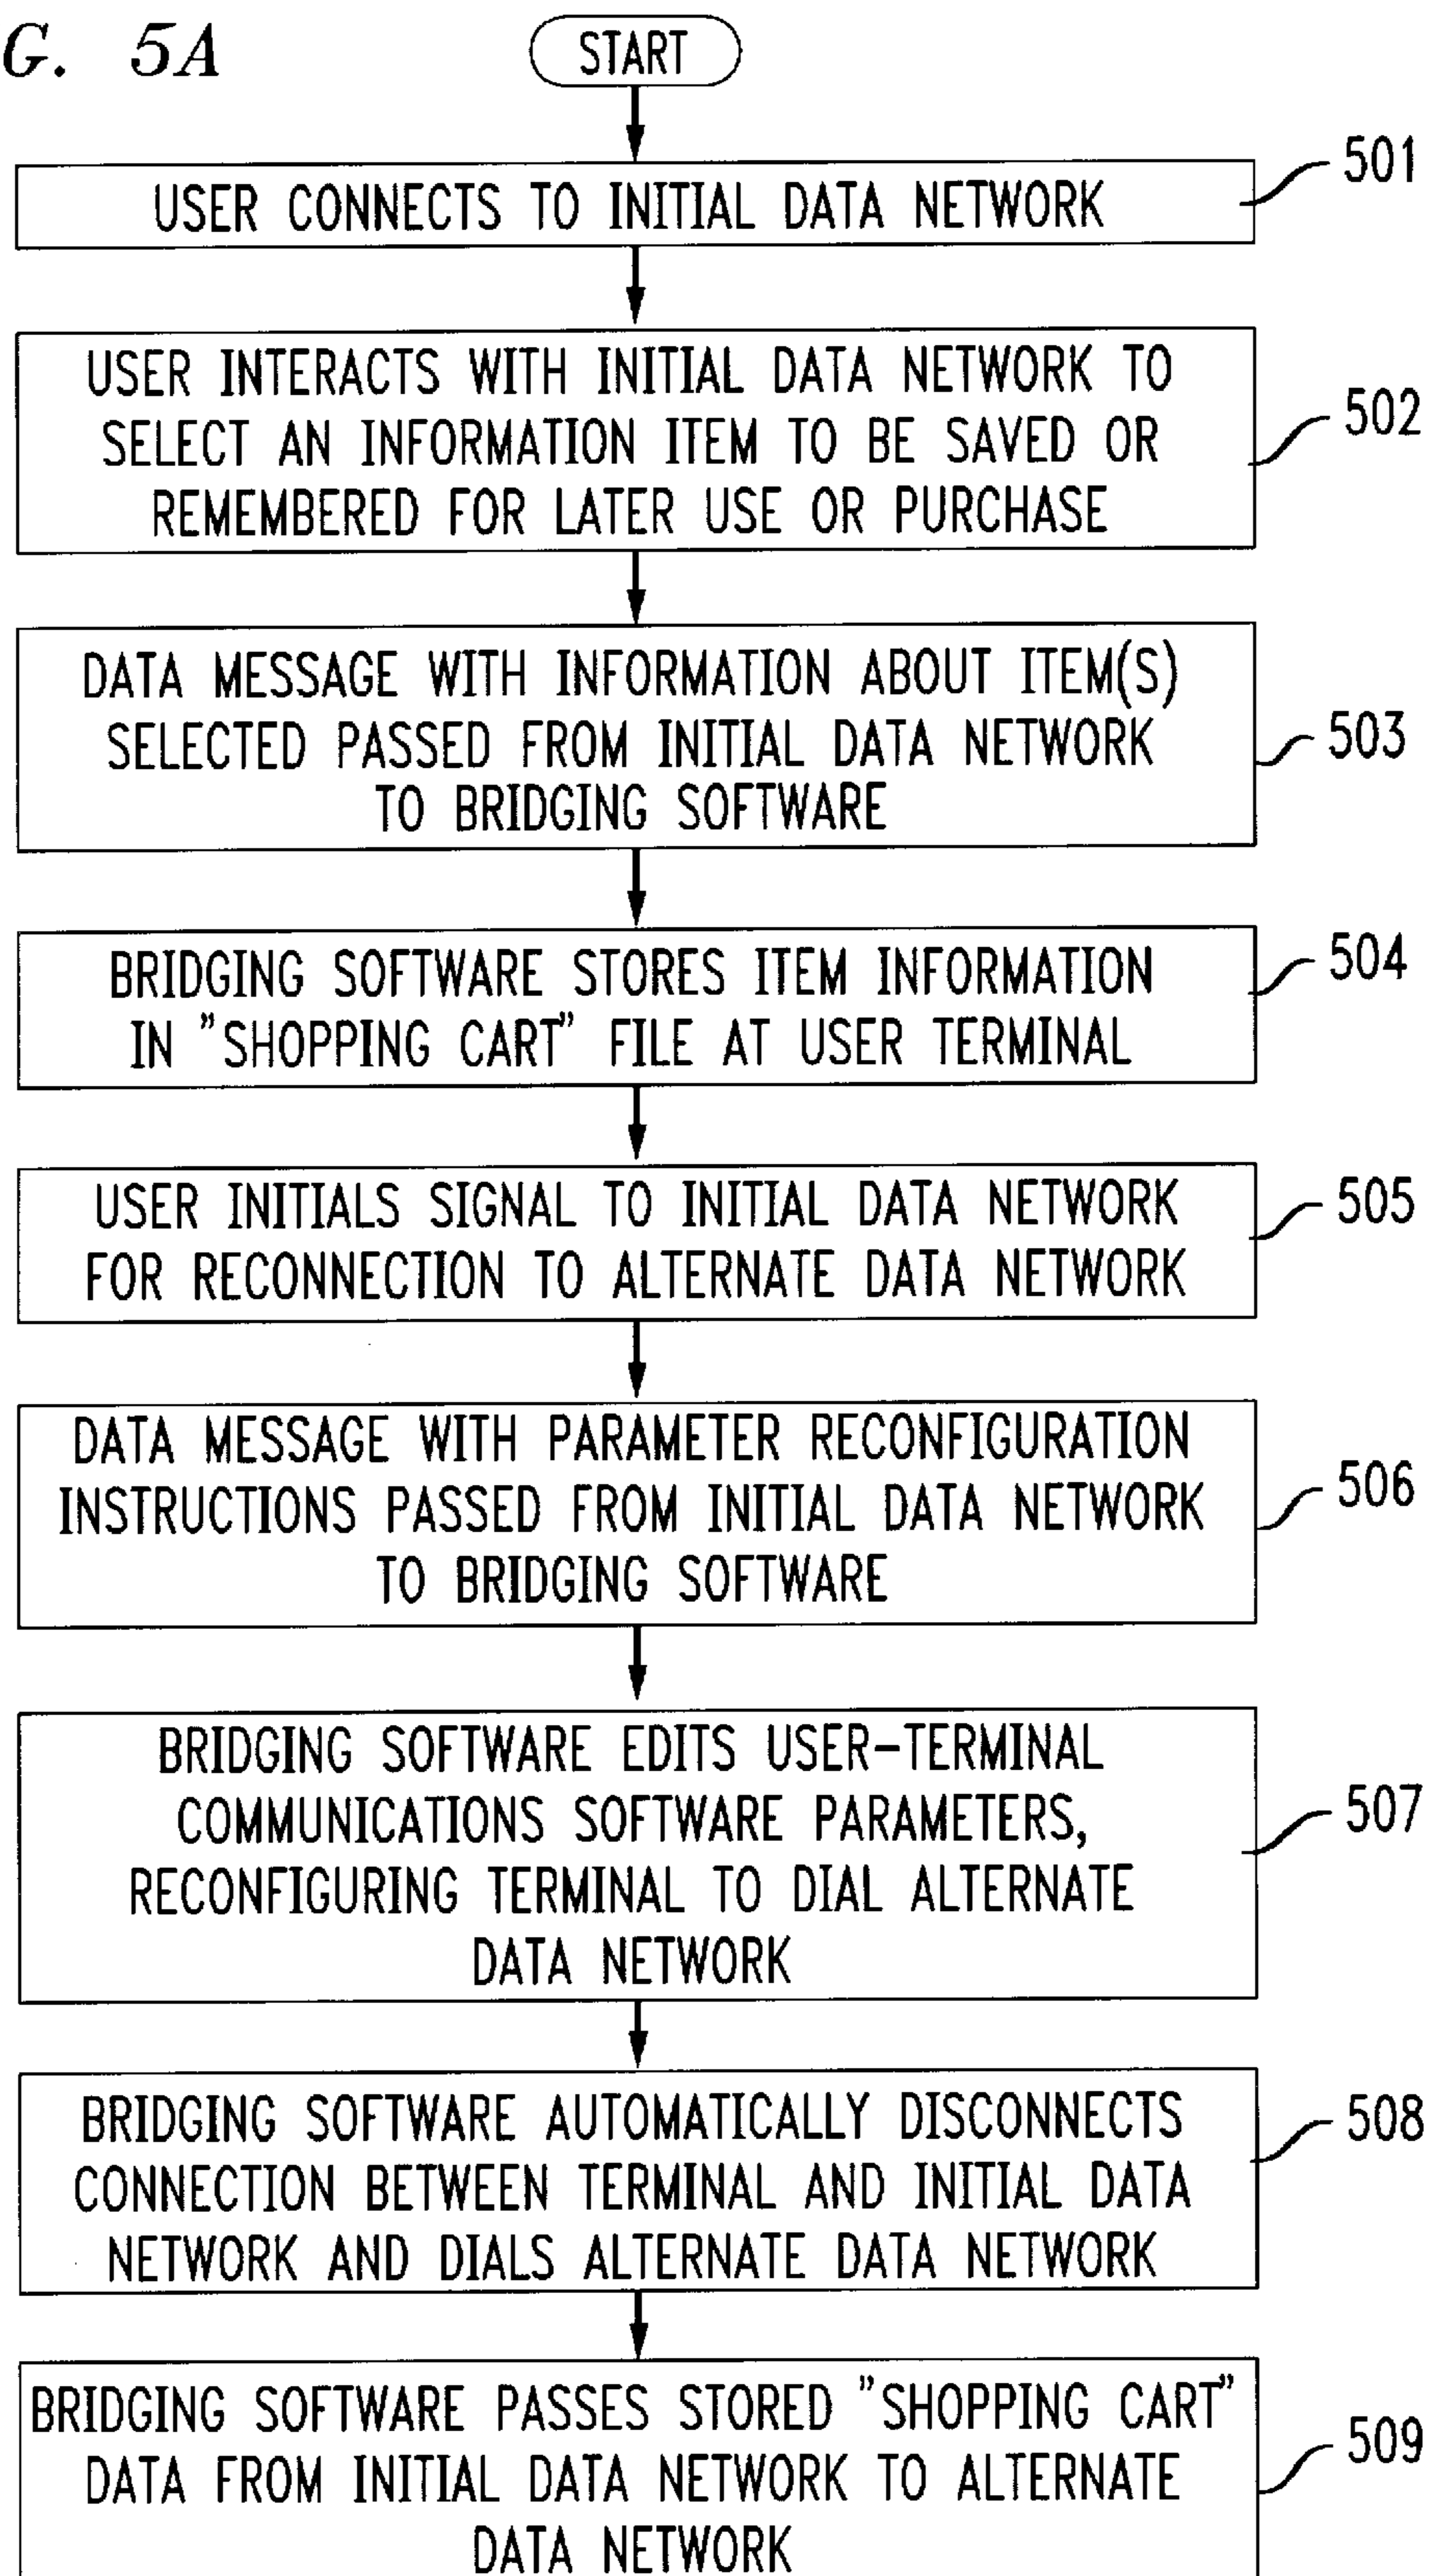 G. 5A
START
USER CONNECTS TO INITIAL DATA NETWORK
501
USER INTERACTS WITH INITIAL DATA NETWORK TO
SELECT AN INFORMATION ITEM TO BE SAVED OR
REMEMBERED FOR LATER USE OR PURCHASE
502
DATA MESSAGE WITH INFORMATION ABOUT ITEM(S)
SELECTED PASSED FROM INITIAL DATA NETWORK
TO BRIDGING SOFTWARE
503
BRIDGING SOFTWARE STORES ITEM INFORMATION
IN "SHOPPING CART" FILE AT USER TERMINAL
504
USER INITIALS SIGNAL TO INITIAL DATA NETWORK
FOR RECONNECTION TO ALTERNATE DATA NETWORK
505
DATA MESSAGE WITH PARAMETER RECONFIGURATION
INSTRUCTIONS PASSED FROM INITIAL DATA NETWORK
TO BRIDGING SOFTWARE
506
BRIDGING SOFTWARE EDITS USER-TERMINAL
COMMUNICATIONS SOFTWARE PARAMETERS,
RECONFIGURING TERMINAL TO DIAL ALTERNATE
DATA NETWORK
507
BRIDGING SOFTWARE AUTOMATICALLY DISCONNECTS
CONNECTION BETWEEN TERMINAL AND INITIAL DATA
NETWORK AND DIALS ALTERNATE DATA NETWORK
508
BRIDGING SOFTWARE PASSES STORED "SHOPPING CART"
DATA FROM INITIAL DATA NETWORK TO ALTERNATE
DATA NETWORK
509